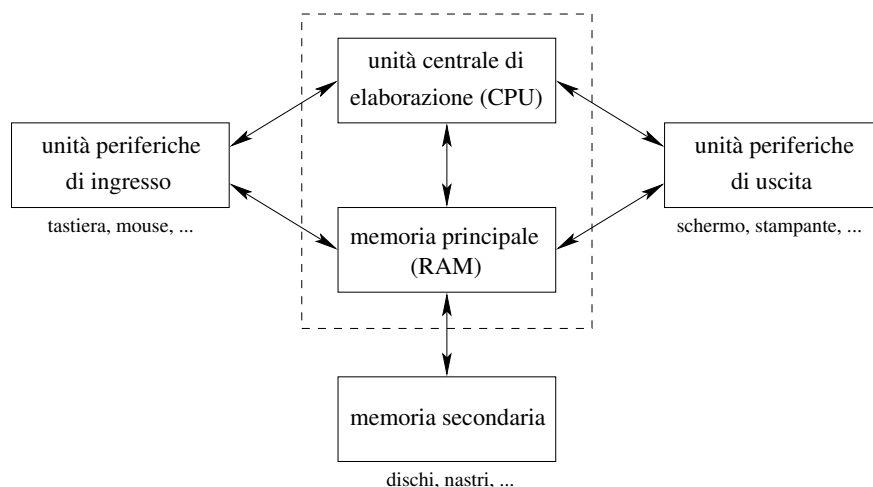 unità centrale di
elaborazione (CPU)
unità periferiche
di ingresso
tastiera, mouse, ...
unità periferiche
di uscita
schermo, stampante, ...
memoria principale
(RAM)
memoria secondaria
dischi, nastri, ...